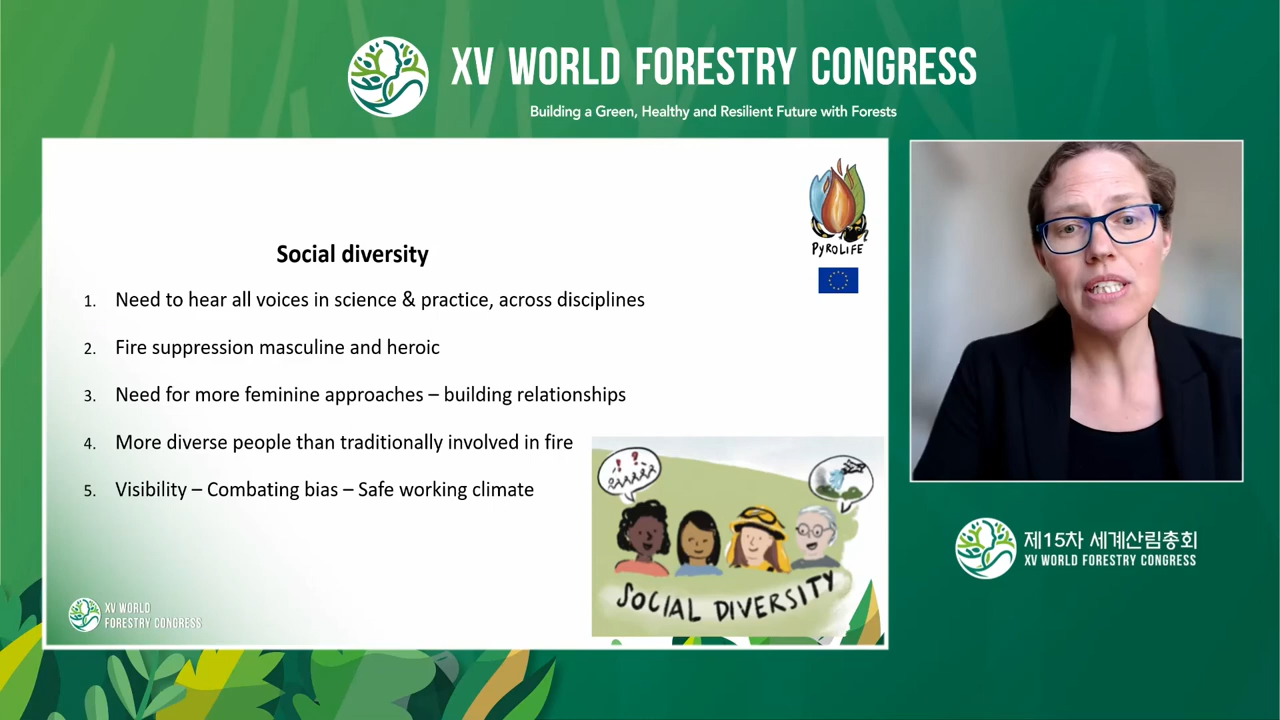 XV WORLD FORESTRY CONGRESS
Building a Green, Healthy and Resilient Future with Forests
PYROLIFE
Social diversity
1. Need to hear all voices in science & practice, across disciplines
2. Fire suppression masculine and heroic
3. Need for more feminine approaches – building relationships
4. More diverse people than traditionally involved in fire
5. Visibility – Combating bias – Safe working climate
! ?
SOCIAL DIVERSITY
XV WORLD
FORESTRY CONGRESS
제15차 세계산림총회
XV WORLD FORESTRY CONGRESS